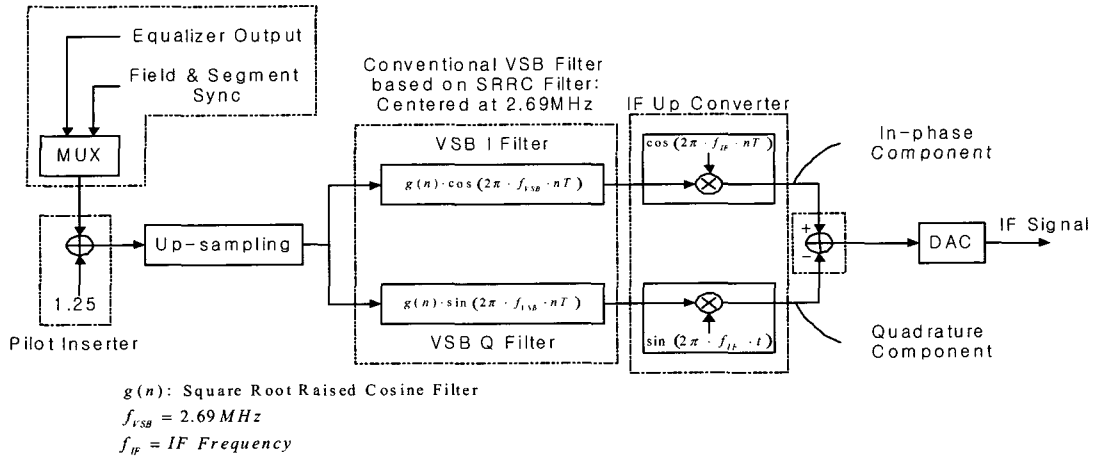 Equalizer Output
Field & Segment
Sync
MUX
1.25
Pilot Inserter
Up-sampling
Conventional VSB Filter
based on SRRC Filter:
Centered at 2.69MHz
VSB I Filter
g(n)·cos(2π · f_VSB · nT)
g(n)·sin(2π · f_VSB · nT)
VSB Q Filter
IF Up Converter
cos(2π · f_IF · nT)
sin(2π · f_IF · t)
In-phase
Component
+
−
Quadrature
Component
DAC
IF Signal
g(n): Square Root Raised Cosine Filter
f_VSB = 2.69 MHz
f_IF = IF Frequency